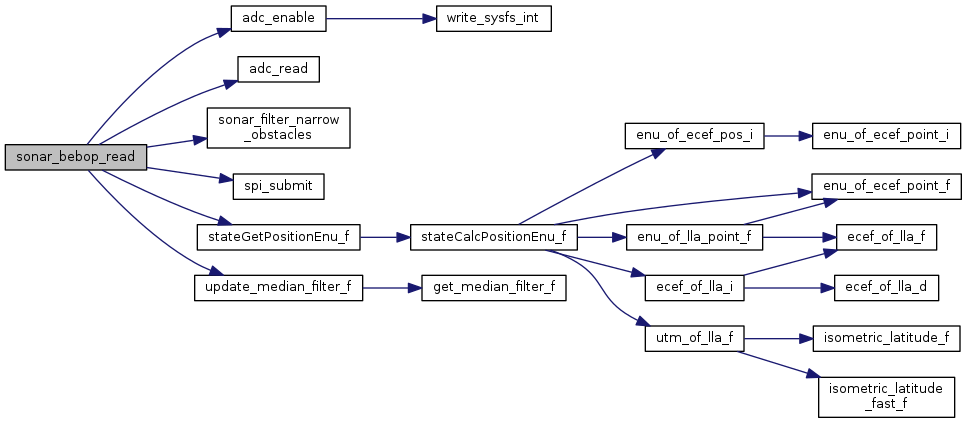 sonar_bebop_read
adc_enable
write_sysfs_int
adc_read
sonar_filter_narrow
_obstacles
spi_submit
stateGetPositionEnu_f
stateCalcPositionEnu_f
enu_of_ecef_pos_i
enu_of_ecef_point_i
enu_of_ecef_point_f
enu_of_lla_point_f
ecef_of_lla_f
ecef_of_lla_i
ecef_of_lla_d
utm_of_lla_f
isometric_latitude_f
isometric_latitude
_fast_f
update_median_filter_f
get_median_filter_f